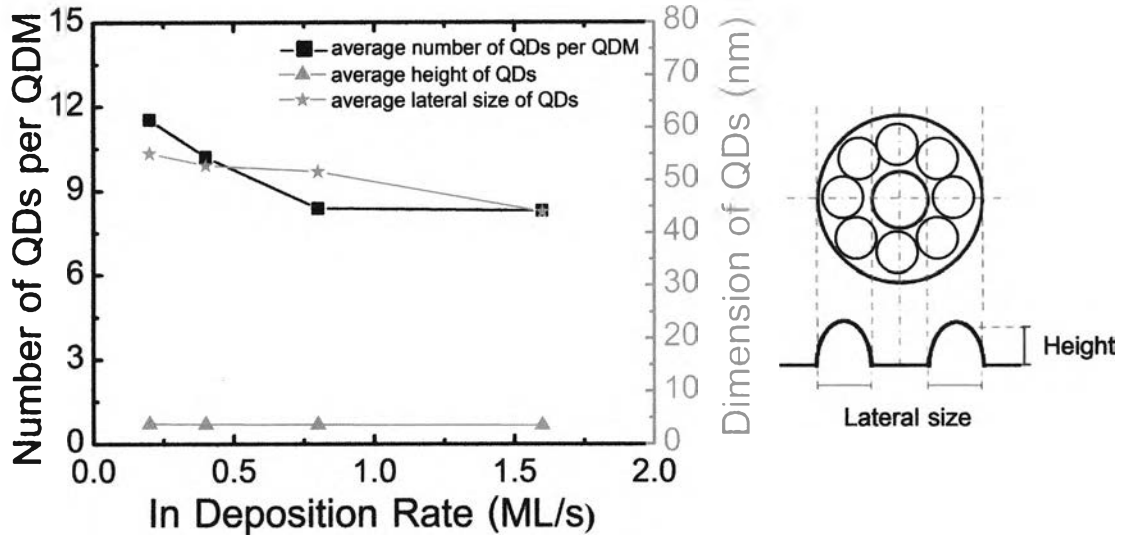 Number of QDs per QDM
15
12
9
6
3
0
average number of QDs per QDM
average height of QDs
average lateral size of QDs
80
70
60
50
40
30
20
10
0
Dimension of QDs (nm)
0.0
0.5
1.0
1.5
2.0
In Deposition Rate (ML/s)
Height
Lateral size